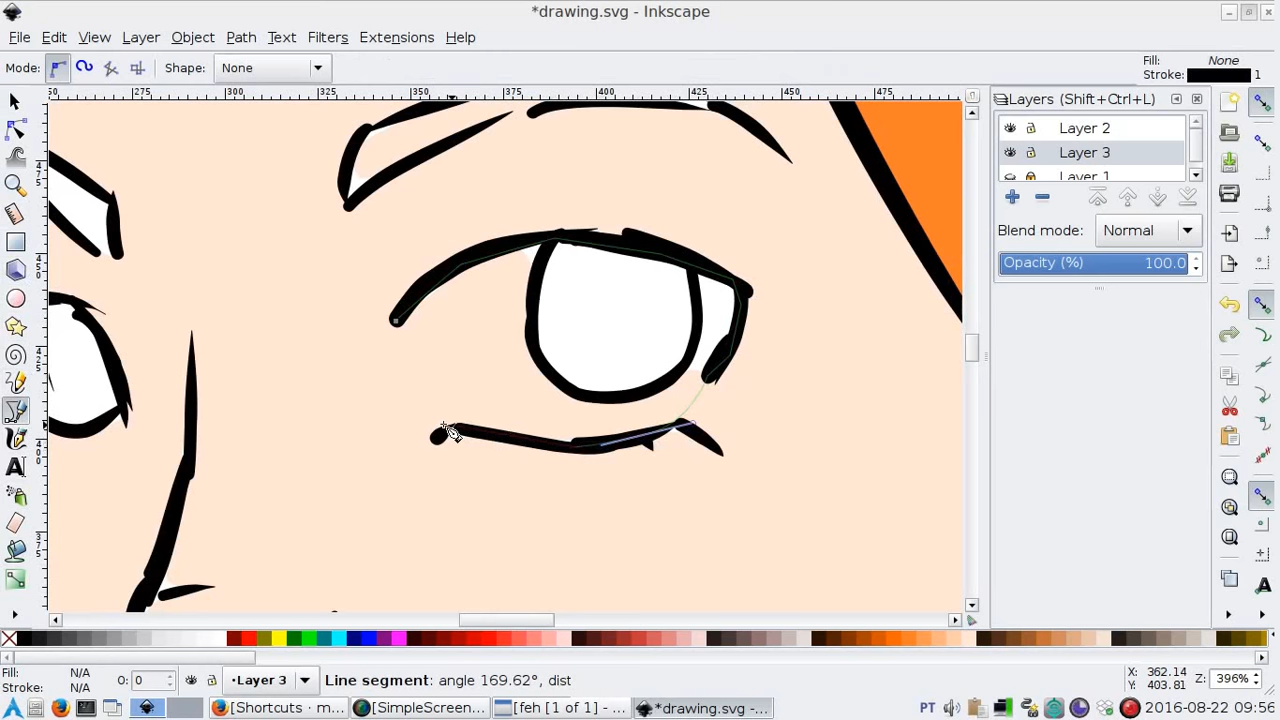 *drawing.svg - Inkscape
File Edit View Layer Object Path Text Filters Extensions Help
Mode: Shape: None
Fill: None
Stroke: 1
275 300 325 350 375 400 425 450 475
Layers (Shift+Ctrl+L)
Layer 2
Layer 3
Layer 1
Blend mode: Normal
Opacity (%) 100.0
Fill: N/A
Stroke: N/A
O: 0
•Layer 3
Line segment: angle 169.62°, dist
X: 362.14
Y: 403.81
Z: 396%
[Shortcuts - m...
[SimpleScreen...
[feh [1 of 1] - ...
*drawing.svg -...
PT
2016-08-22 09:56